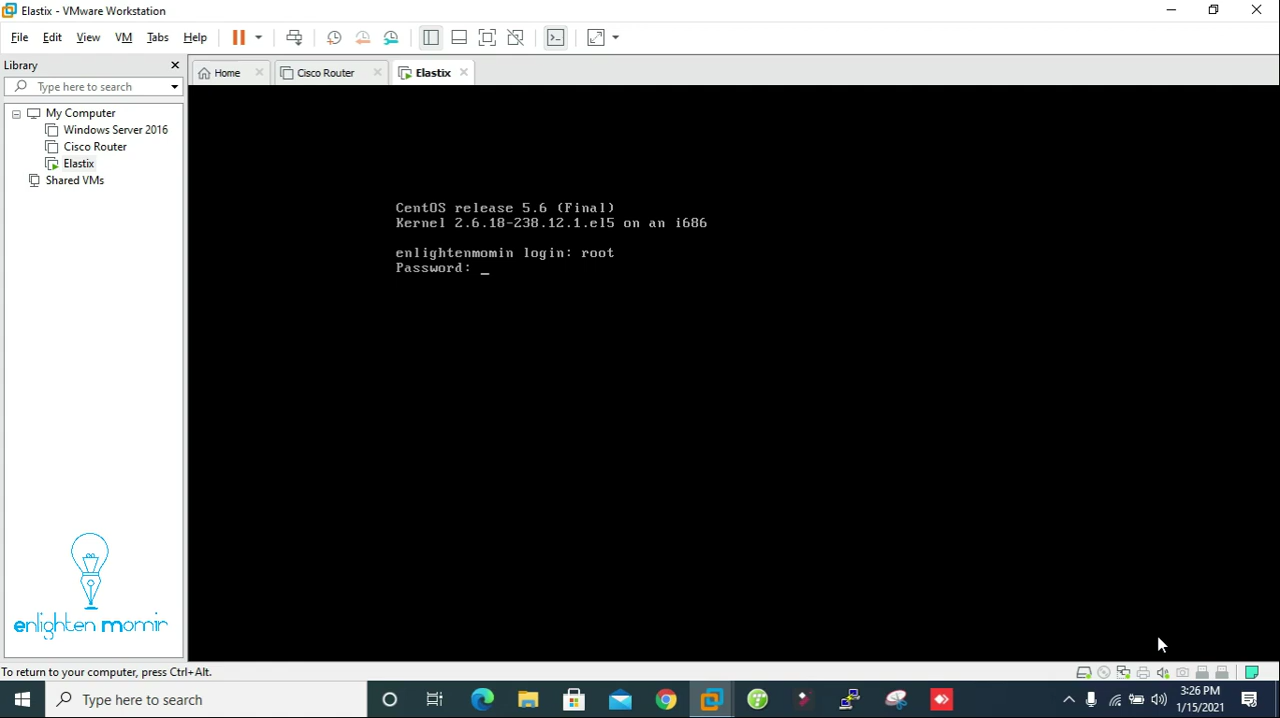 Elastix - VMware Workstation
File Edit View VM Tabs Help
Library
Type here to search
Home
Cisco Router
Elastix
My Computer
Windows Server 2016
Cisco Router
Elastix
Shared VMs
CentOS release 5.6 (Final)
Kernel 2.6.18-238.12.1.el5 on an i686
enlightenmomin login: root
Password: _
enlighten momin
To return to your computer, press Ctrl+Alt.
Type here to search
3:26 PM
1/15/2021